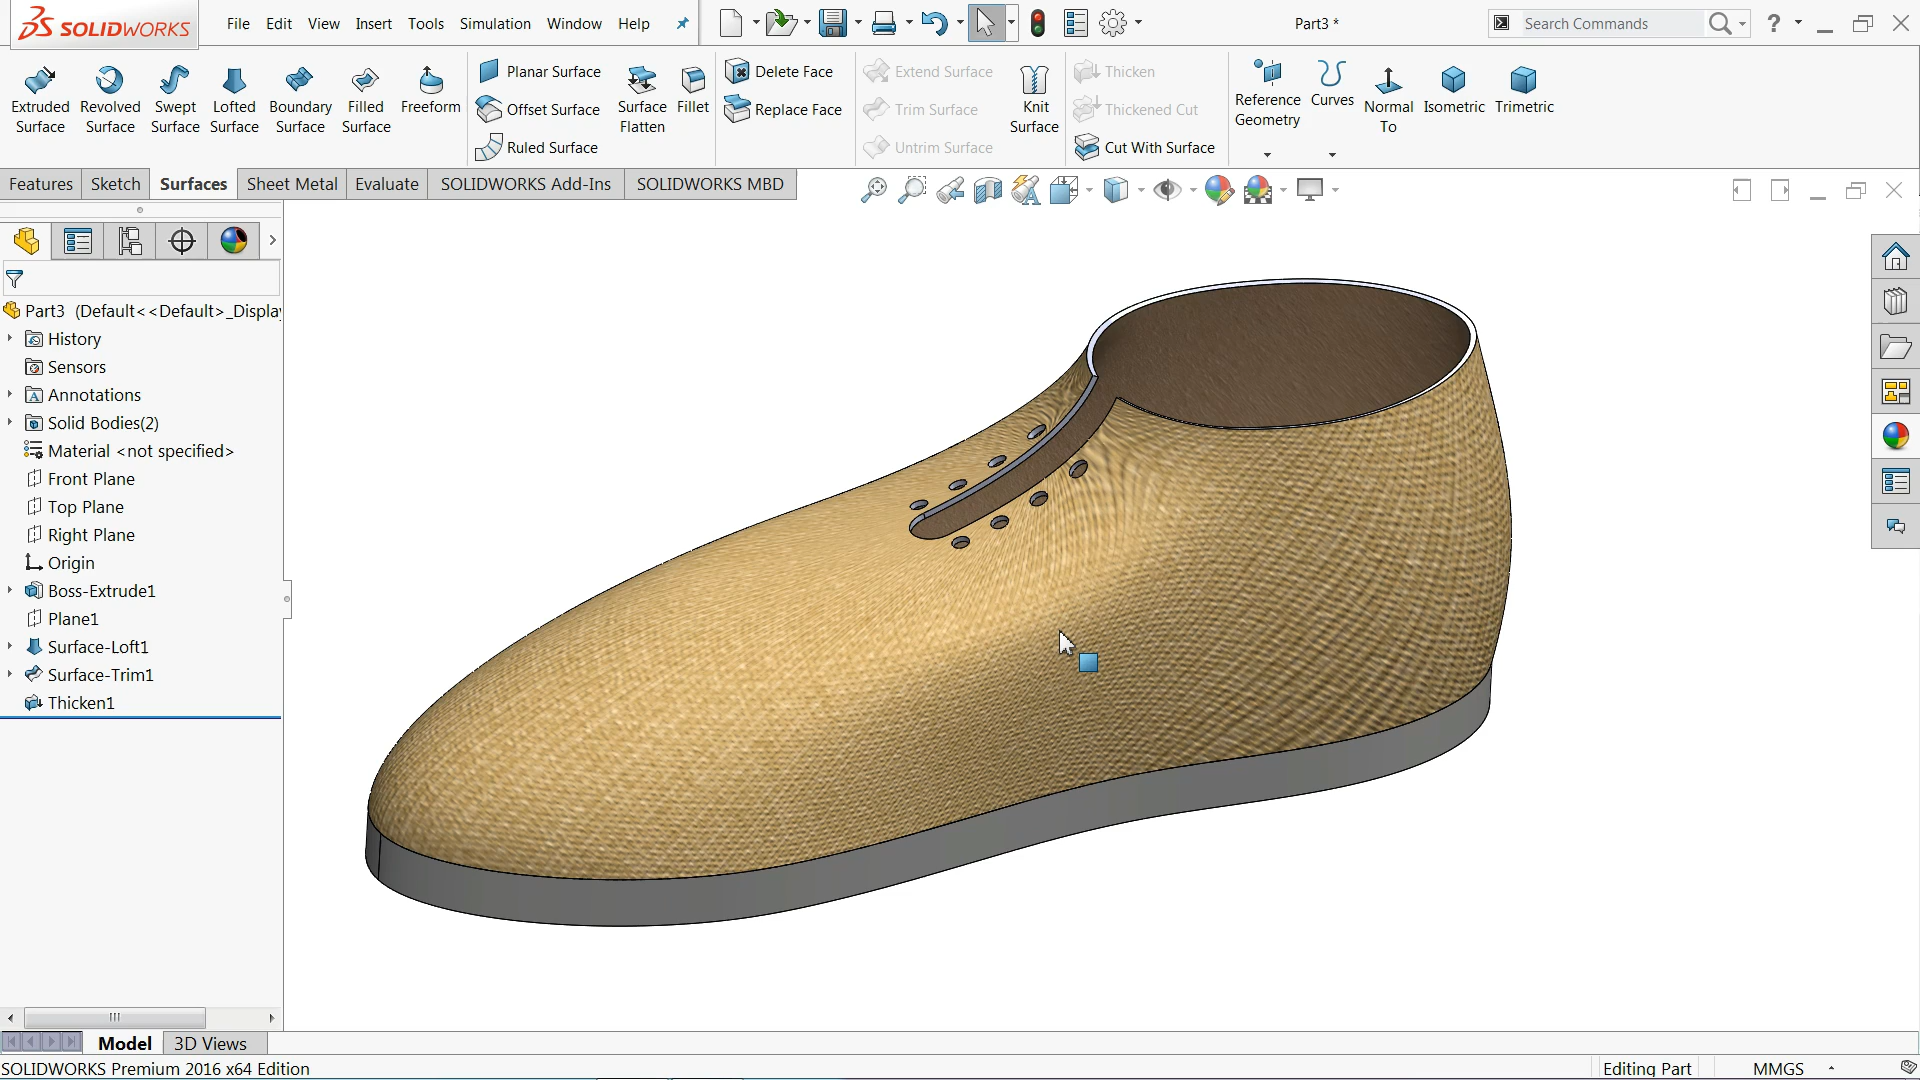 SOLIDWORKS
File Edit View Insert Tools Simulation Window Help
Part3 *
Search Commands
?
Extruded Surface
Revolved Surface
Swept Surface
Lofted Surface
Boundary Surface
Filled Surface
Freeform
Planar Surface
Offset Surface
Ruled Surface
Surface Flatten
Fillet
Delete Face
Replace Face
Extend Surface
Trim Surface
Untrim Surface
Knit Surface
Thicken
Thickened Cut
Cut With Surface
Reference Geometry
Curves
Normal To
Isometric
Trimetric
Features Sketch Surfaces Sheet Metal Evaluate SOLIDWORKS Add-Ins SOLIDWORKS MBD
Part3 (Default<<Default>_Displa
History
Sensors
Annotations
Solid Bodies(2)
Material <not specified>
Front Plane
Top Plane
Right Plane
Origin
Boss-Extrude1
Plane1
Surface-Loft1
Surface-Trim1
Thicken1
Model 3D Views
SOLIDWORKS Premium 2016 x64 Edition
Editing Part
MMGS